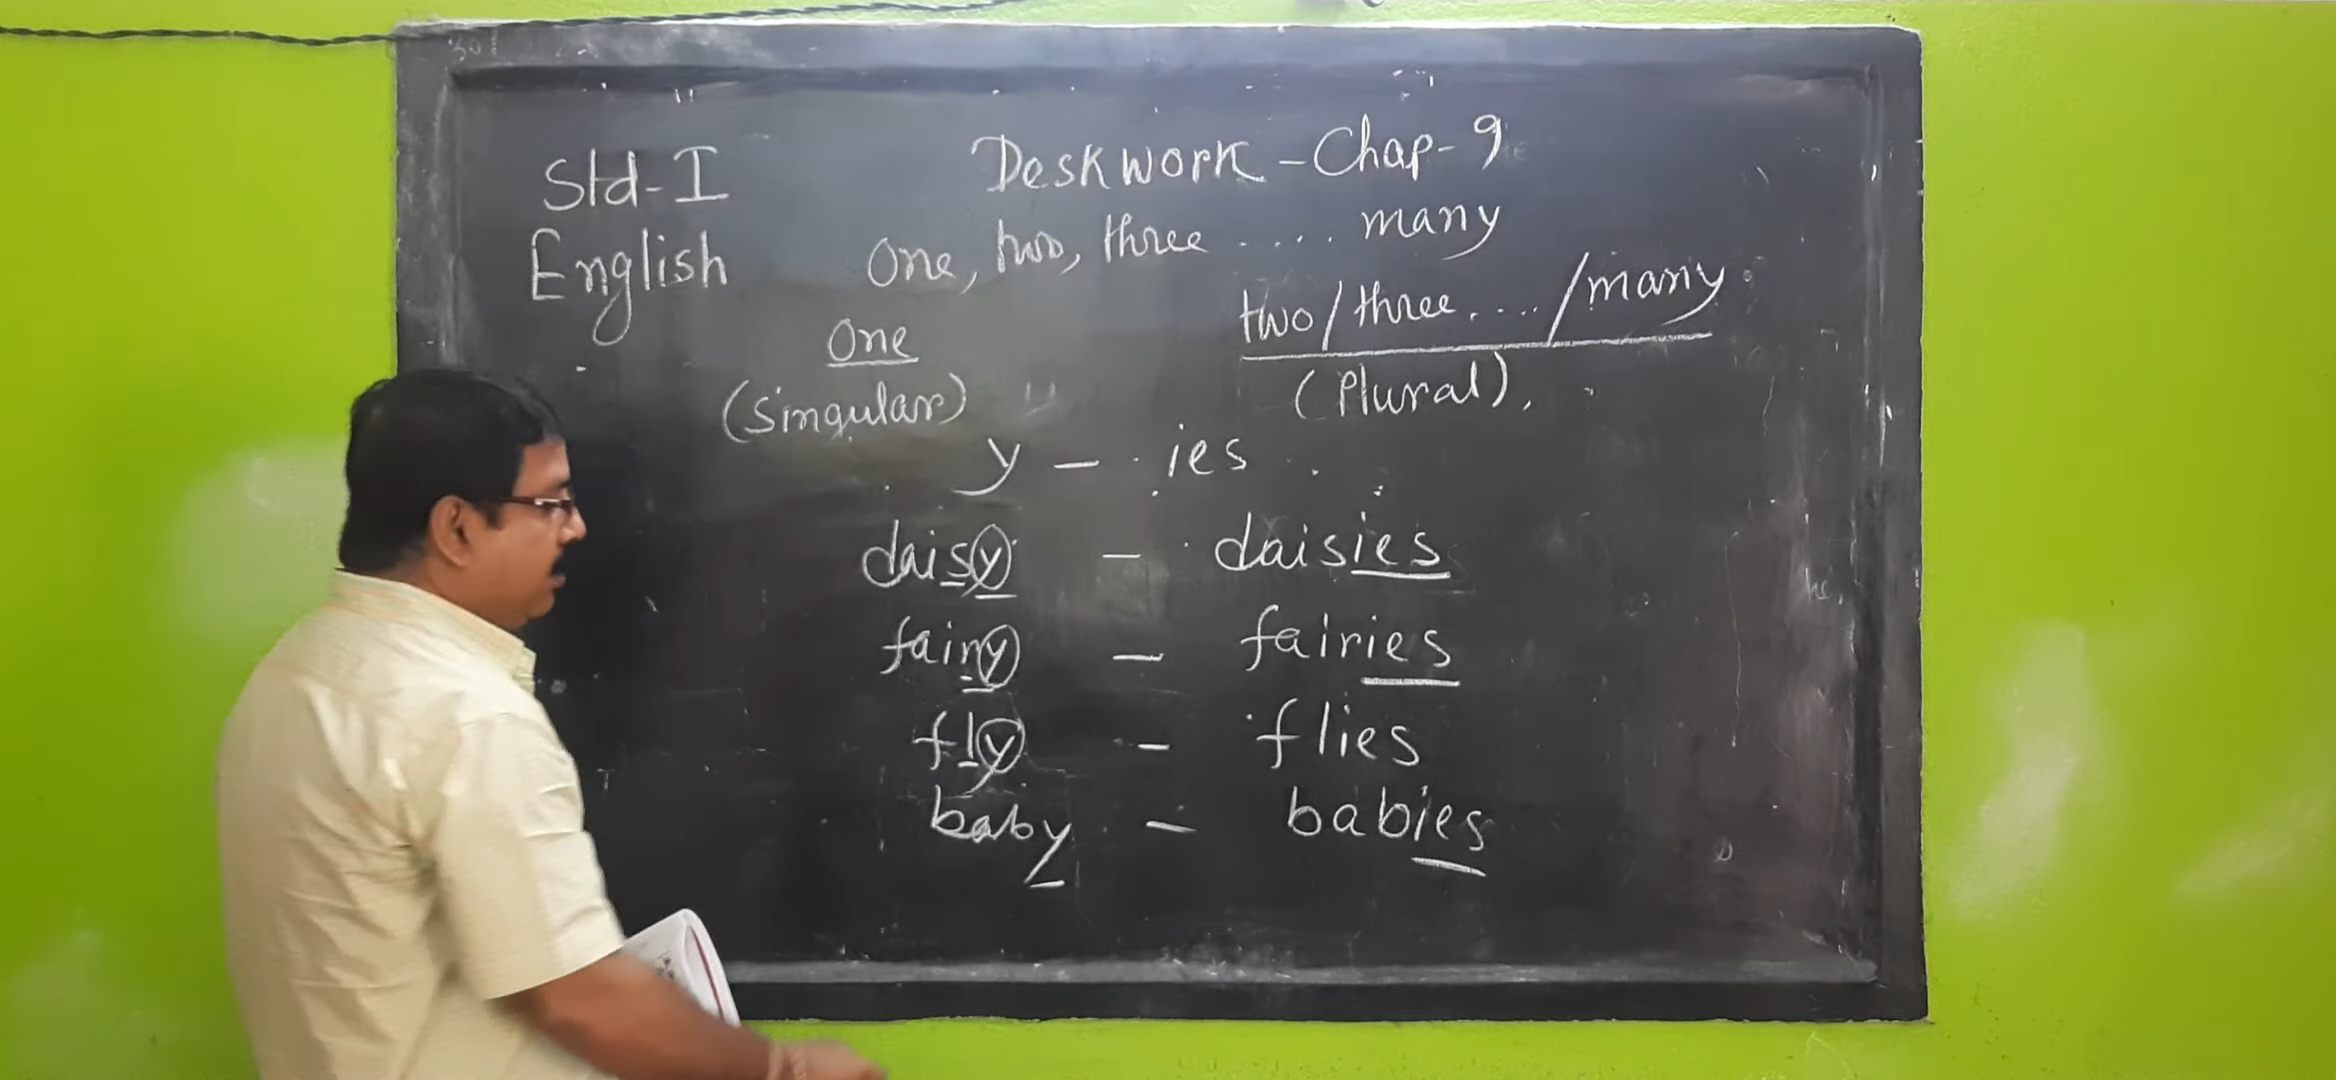 Std-I
English
Deskwork - Chap-9
One, two, three .... many
One
(Singular)
two/three..../many
(Plural),
y - ies
daisy - daisies
fairy - fairies
fly - flies
baby - babies